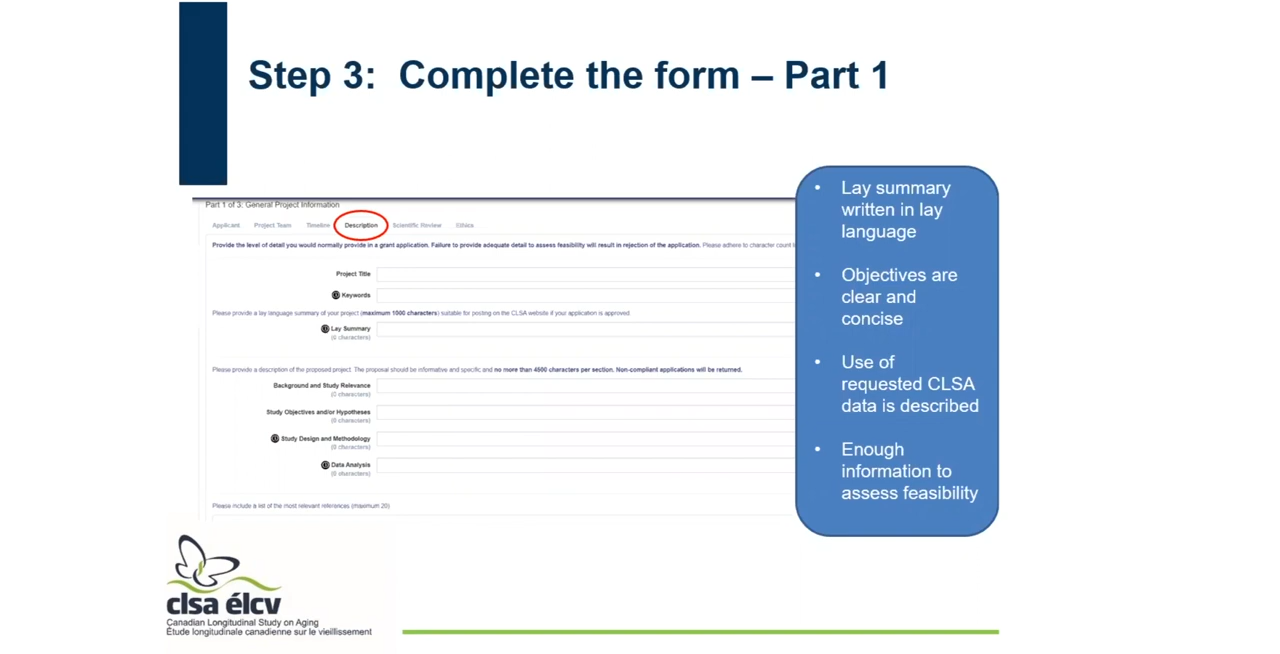 Step 3: Complete the form – Part 1
Part 1 of 3: General Project Information
Applicant Project Team Timeline Description Scientific Review Ethics
Provide the level of detail you would normally provide in a grant application. Failure to provide adequate detail to assess feasibility will result in rejection of the application. Please adhere to character count
Project Title
Keywords
Please provide a lay language summary of your project (maximum 1000 characters) suitable for posting on the CLSA website if your application is approved.
Lay Summary
(0 characters)
Please provide a description of the proposed project. The proposal should be informative and specific and no more than 4500 characters per section. Non-compliant applications will be returned.
Background and Study Relevance
(0 characters)
Study Objectives and/or Hypotheses
(0 characters)
Study Design and Methodology
(0 characters)
Data Analysis
(0 characters)
Please include a list of the most relevant references (maximum 20)
• Lay summary
written in lay
language
• Objectives are
clear and
concise
• Use of
requested CLSA
data is described
• Enough
information to
assess feasibility
clsa élcv
Canadian Longitudinal Study on Aging
Étude longitudinale canadienne sur le vieillissement